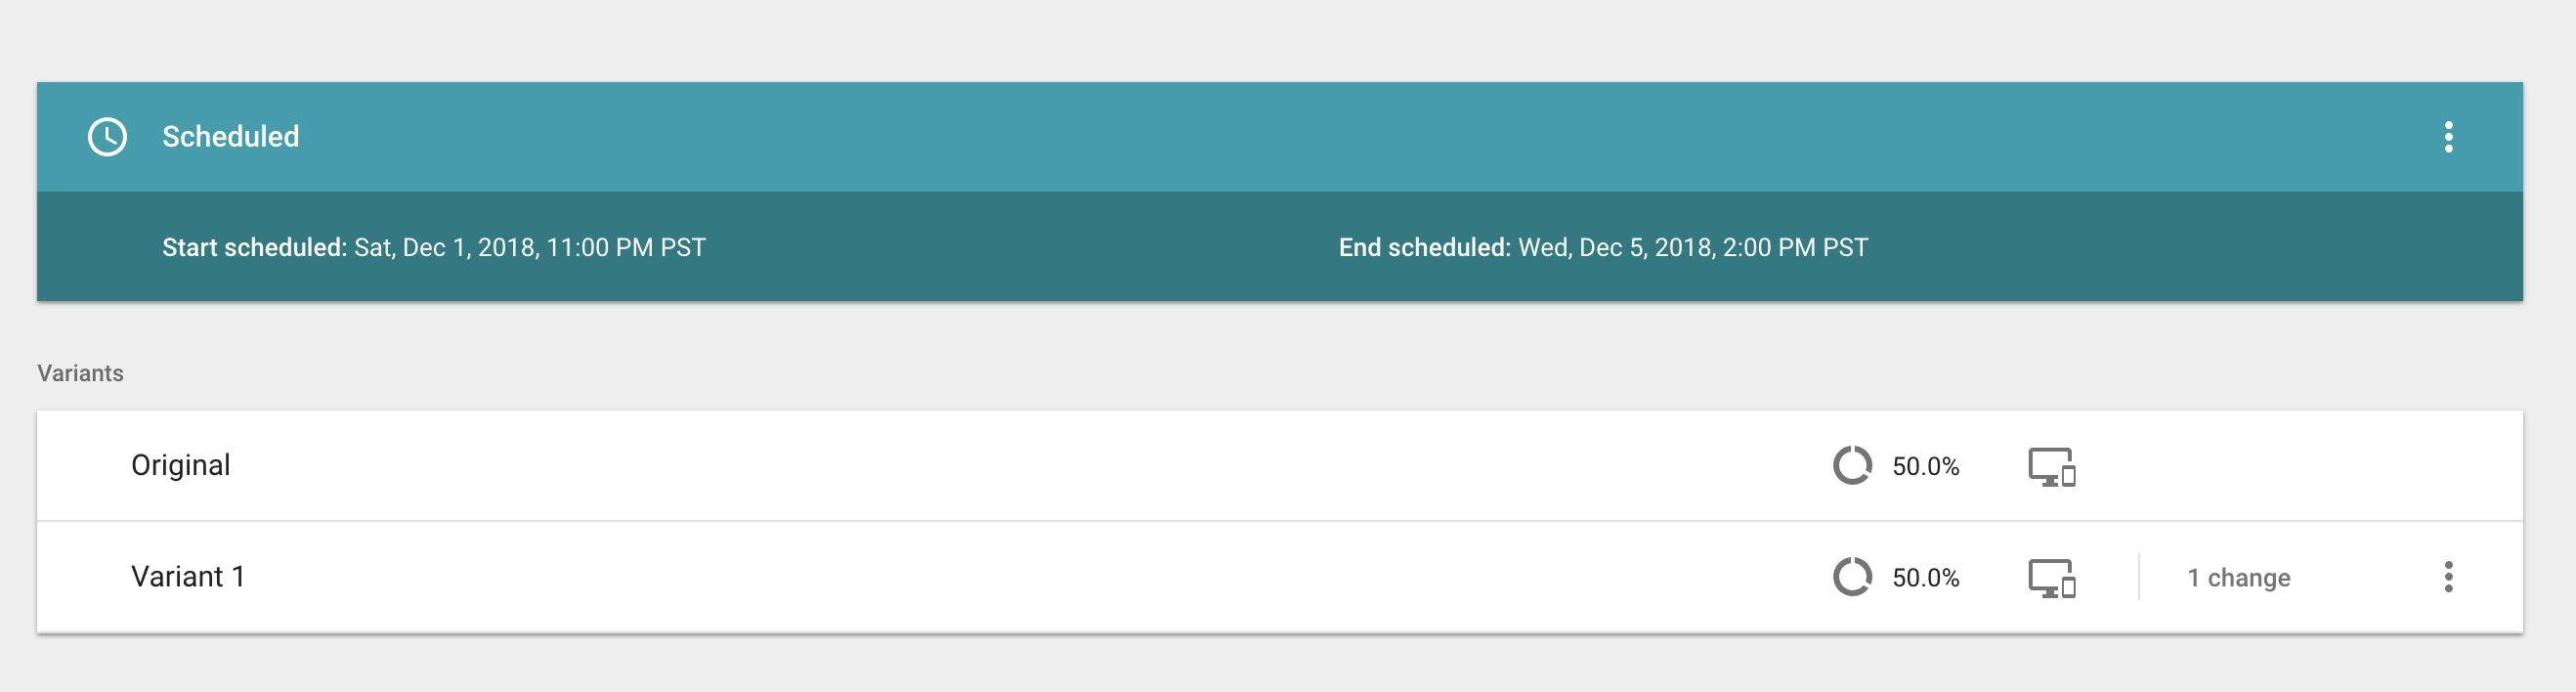 Scheduled
Start scheduled: Sat, Dec 1, 2018, 11:00 PM PST End scheduled: Wed, Dec 5, 2018, 2:00 PM PST
Variants
Original 50.0%
Variant 1 50.0% 1 change